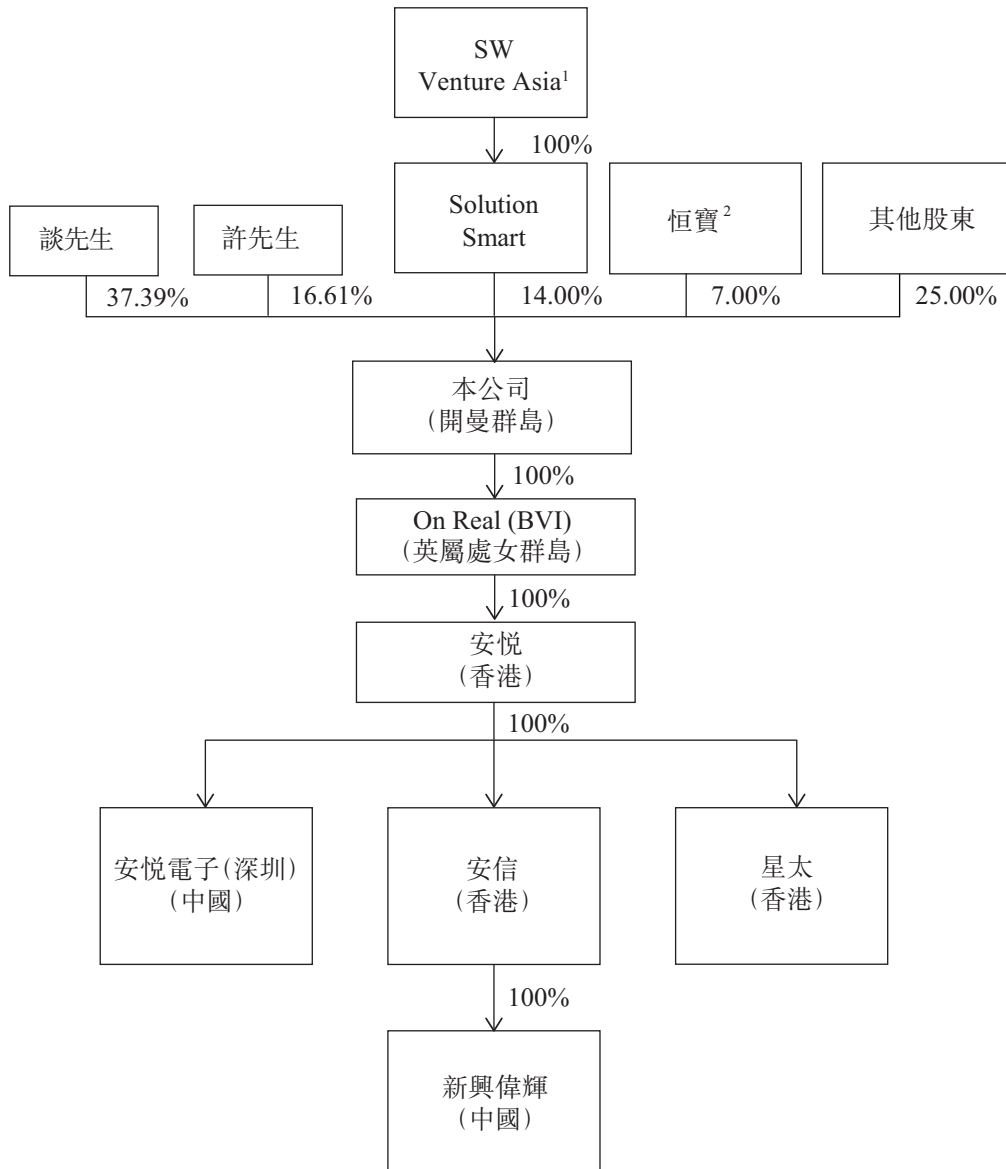 SW
Venture Asia1
100%
Solution
Smart
恒寶 2
其他股東
談先生
許先生
37.39%
16.61%
14.00%
7.00%
25.00%
本公司
(開曼群島)
100%
On Real (BVI)
(英屬處女群島)
100%
安悦
(香港)
100%
安悦電子(深圳)
(中國)
安信
(香港)
星太
(香港)
100%
新興偉輝
(中國)